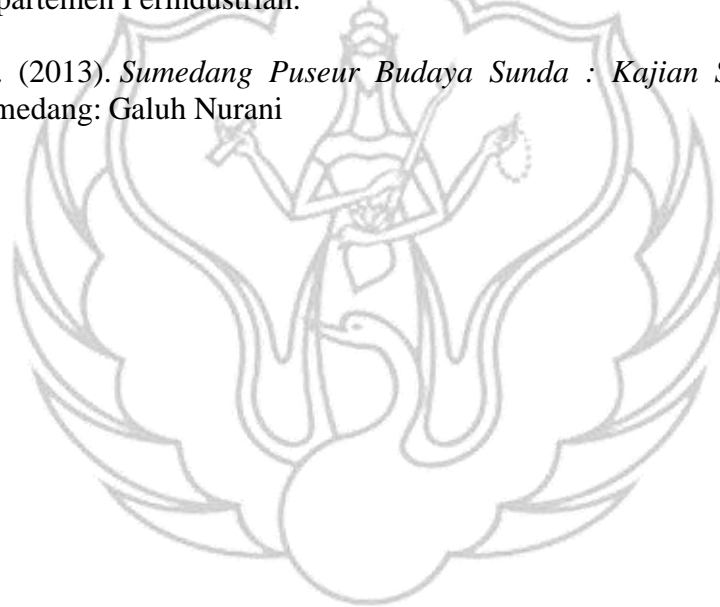 partemen Perindustrian.
. (2013). Sumedang Puseur Budaya Sunda : Kajian S
medang: Galuh Nurani